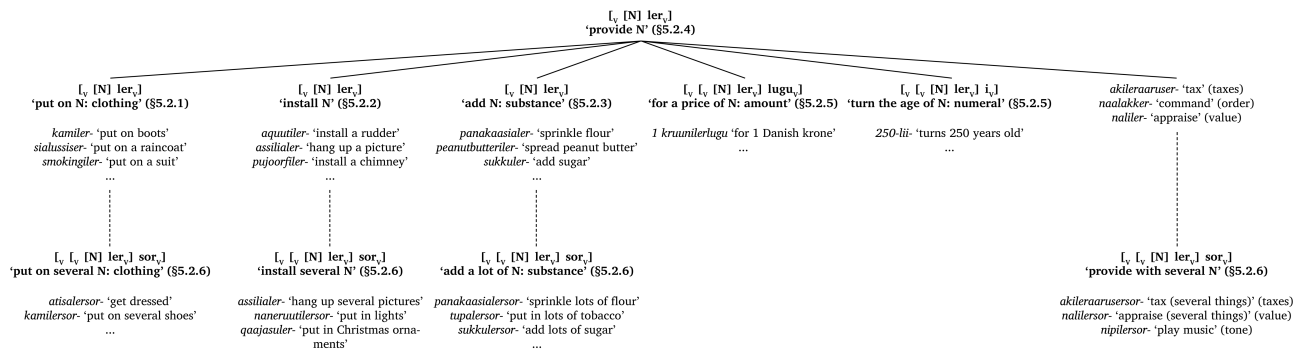 [v [N] lerv]
‘provide N’ (§5.2.4)
[v [N] lerv]
‘put on N: clothing’ (§5.2.1)
kamiler- ‘put on boots’
sialussiser- ‘put on a raincoat’
smokingiler- ‘put on a suit’
...
[v [N] lerv]
‘install N’ (§5.2.2)
aquutiler- ‘install a rudder’
assilialer- ‘hang up a picture’
pujoorfiler- ‘install a chimney’
...
[v [N] lerv]
‘add N: substance’ (§5.2.3)
panakaasialer- ‘sprinkle flour’
peanutbutteriler- ‘spread peanut butter’
sukkuler- ‘add sugar’
...
[v [v [N] lerv] luguv]
‘for a price of N: amount’ (§5.2.5)
1 kruunilerlugu ‘for 1 Danish krone’
...
[v [v [N] lerv] iv]
‘turn the age of N: numeral’ (§5.2.5)
250-lii- ‘turns 250 years old’
...
akileraaruser- ‘tax’ (taxes)
naalakker- ‘command’ (order)
naliler- ‘appraise’ (value)
[v [v [N] lerv] sorv]
‘put on several N: clothing’ (§5.2.6)
atisalersor- ‘get dressed’
kamilersor- ‘put on several shoes’
...
[v [v [N] lerv] sorv]
‘install several N’ (§5.2.6)
assilialer- ‘hang up several pictures’
naneruutilersor- ‘put in lights’
qaajasuler- ‘put in Christmas orna-
ments’
[v [v [N] lerv] sorv]
‘add a lot of N: substance’ (§5.2.6)
panakaasialersor- ‘sprinkle lots of flour’
tupalersor- ‘put in lots of tobacco’
sukkulersor- ‘add lots of sugar’
...
[v [v [N] lerv] sorv]
‘provide with several N’ (§5.2.6)
akileraarusersor- ‘tax (several things)’ (taxes)
nalilersor- ‘appraise (several things)’ (value)
nipilersor- ‘play music’ (tone)